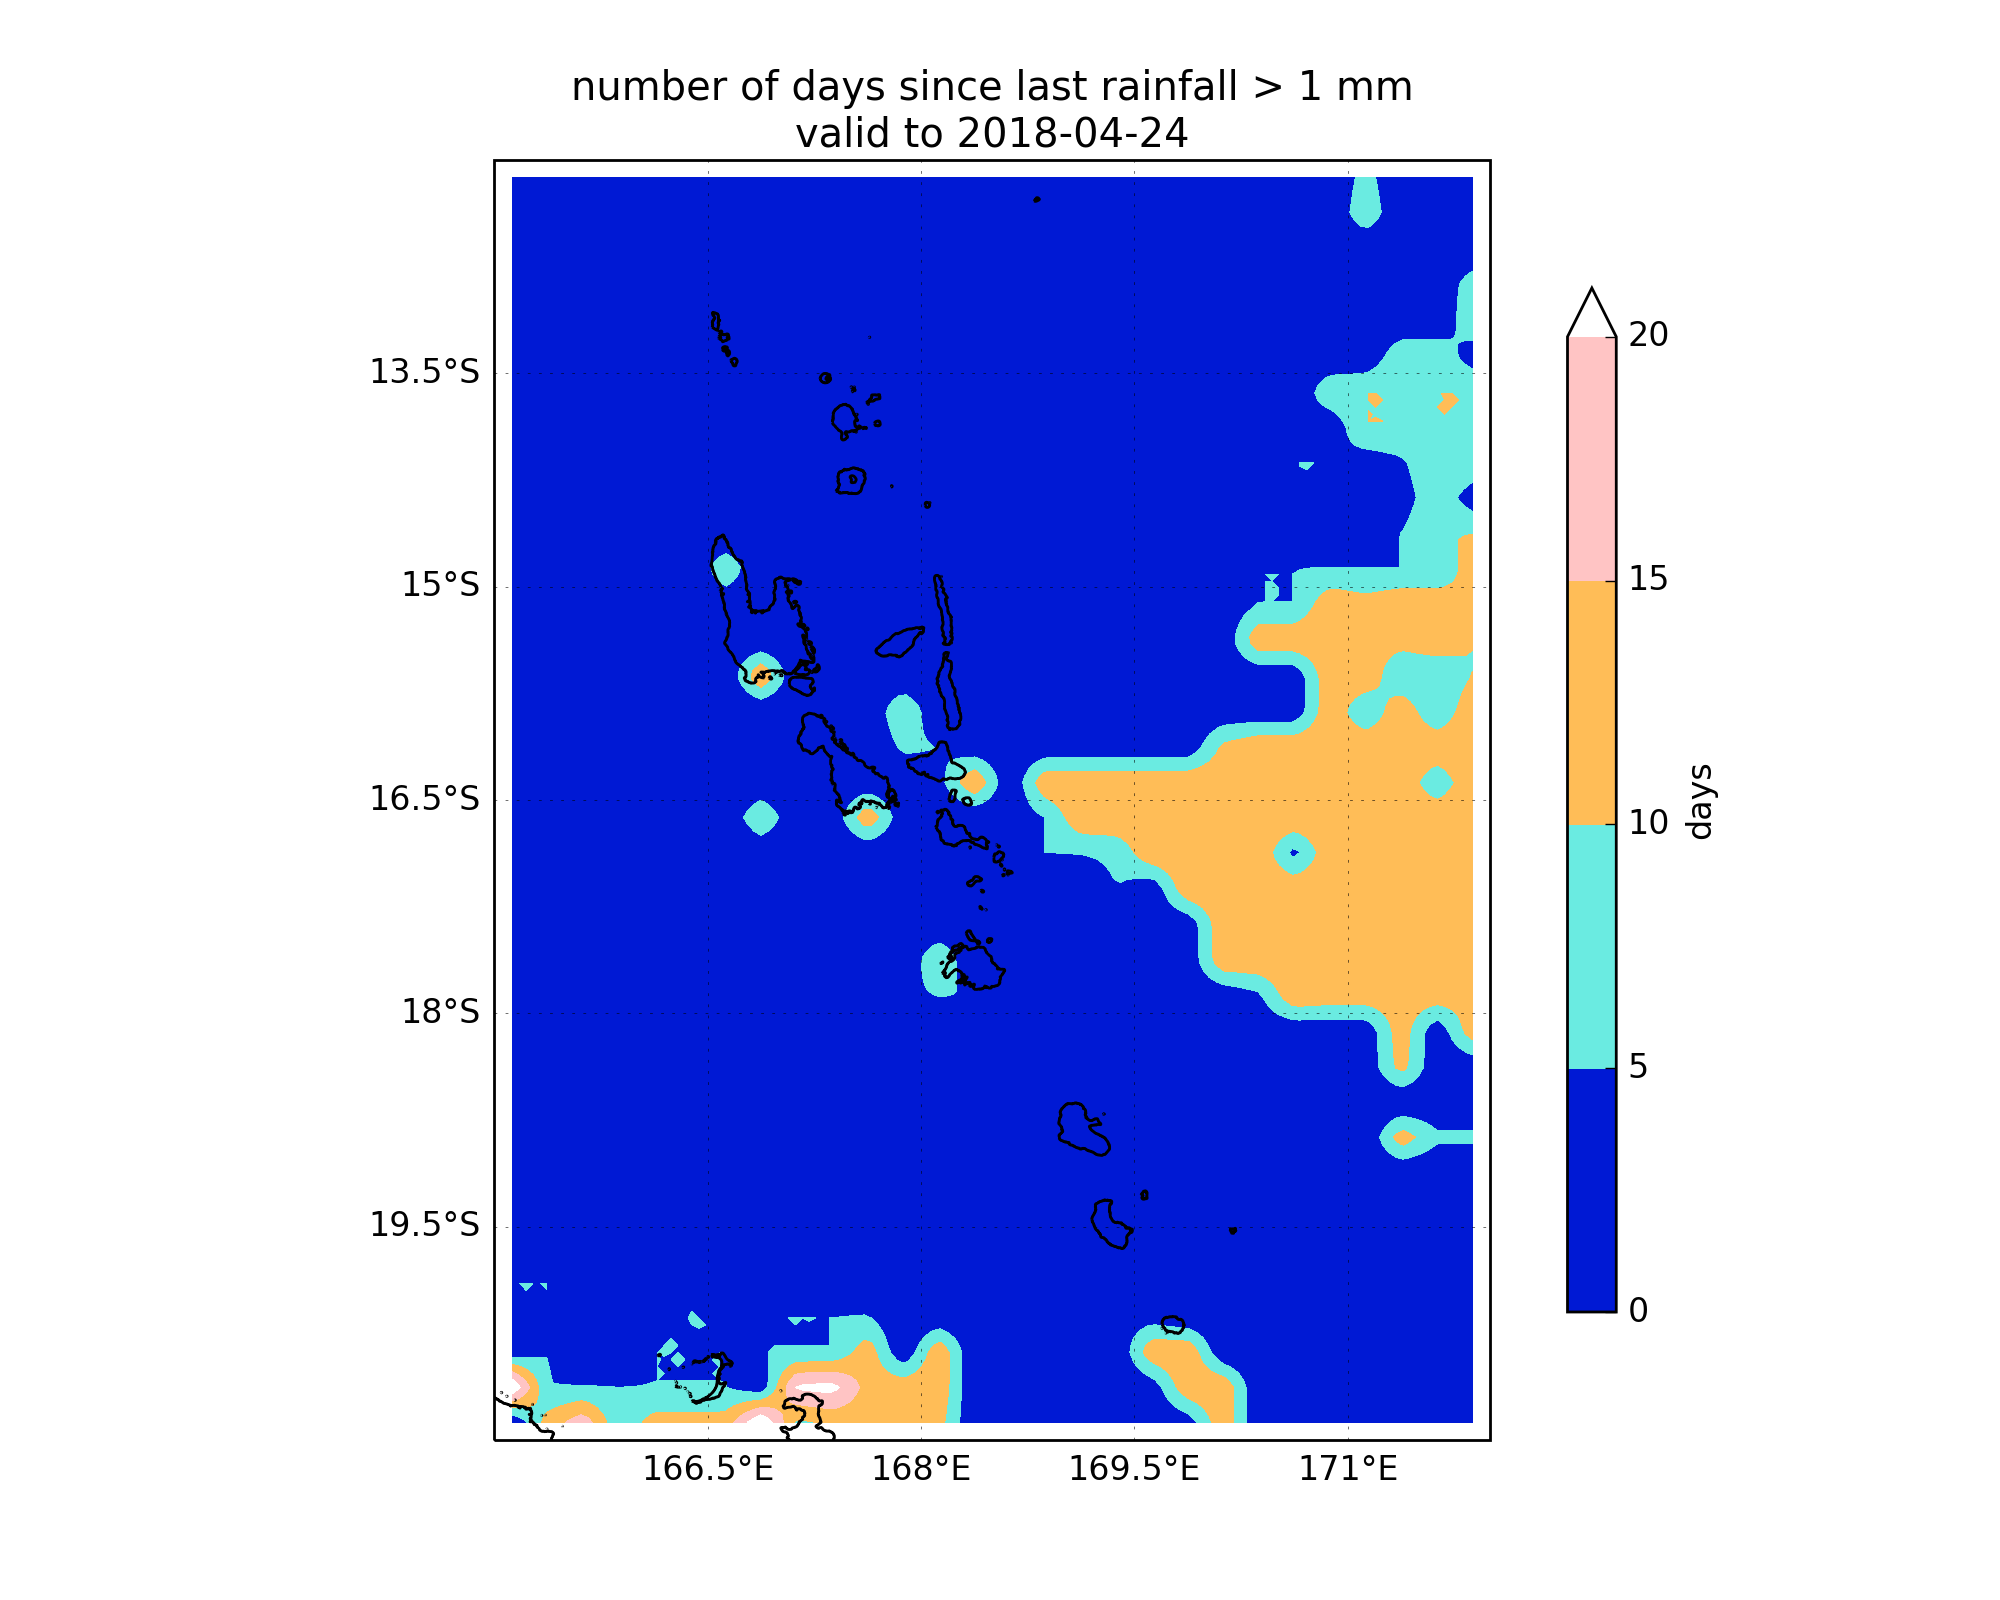 number of days since last rainfall > 1 mm
valid to 2018-04-24
13.5°S
15°S
16.5°S
18°S
19.5°S
166.5°E
168°E
169.5°E
171°E
20
15
10
5
0
days